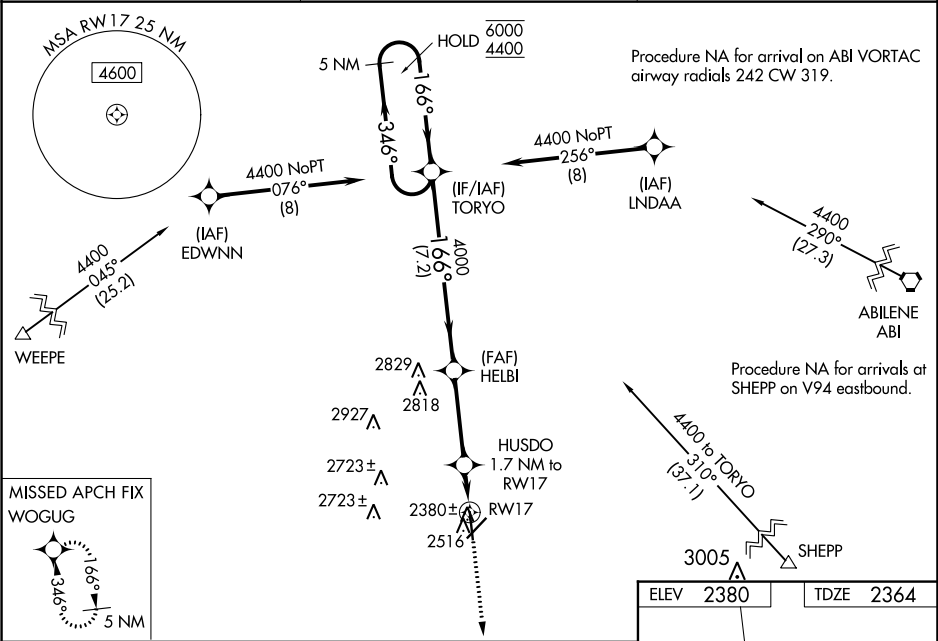 MSA RW17 25 NM
4600
HOLD
6000
4400
5 NM
166°
346°
Procedure NA for arrival on ABI VORTAC
airway radials 242 CW 319.
4400 NoPT
076°
(8)
(IAF)
EDWNN
(IF/IAF)
TORYO
4400 NoPT
256°
(8)
(IAF)
LNDAA
4400
045°
(25.2)
WEEPE
4000
166°
(7.2)
4400
290°
(27.3)
ABILENE
ABI
(FAF)
HELBI
2829
2818
2927
Procedure NA for arrivals at
SHEPP on V94 eastbound.
HUSDO
1.7 NM to
RW17
2723±
2723±
2380±
RW17
2516
4400 to TORYO
310°
(37.1)
SHEPP
3005
MISSED APCH FIX
WOGUG
166°
346°
5 NM
ELEV 2380
TDZE 2364